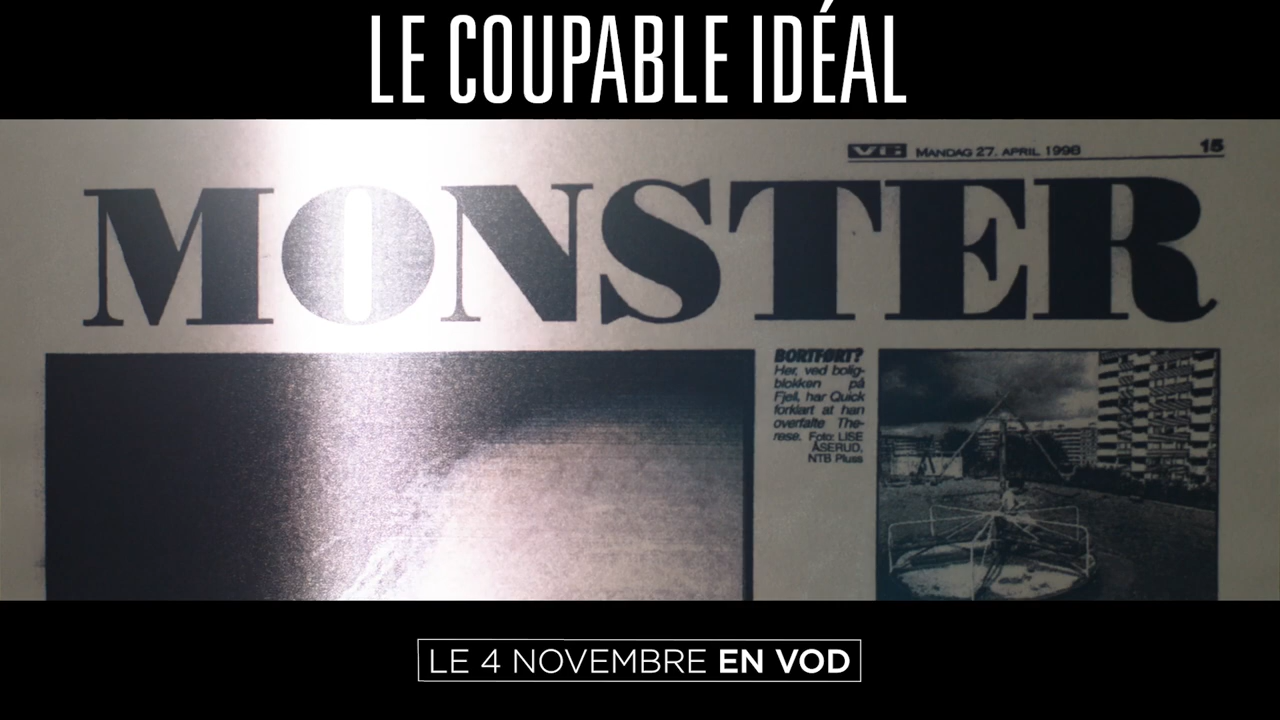 LE COUPABLE IDÉAL
VG MANDAG 27. APRIL 1998 15
MONSTER
BORTFØRT?
Her, ved bolig-
blokken på
Fjell, har Quick
forklart at han
overfalte The-
rese. Foto: LISE
ÅSERUD,
NTB Pluss
LE 4 NOVEMBRE EN VOD